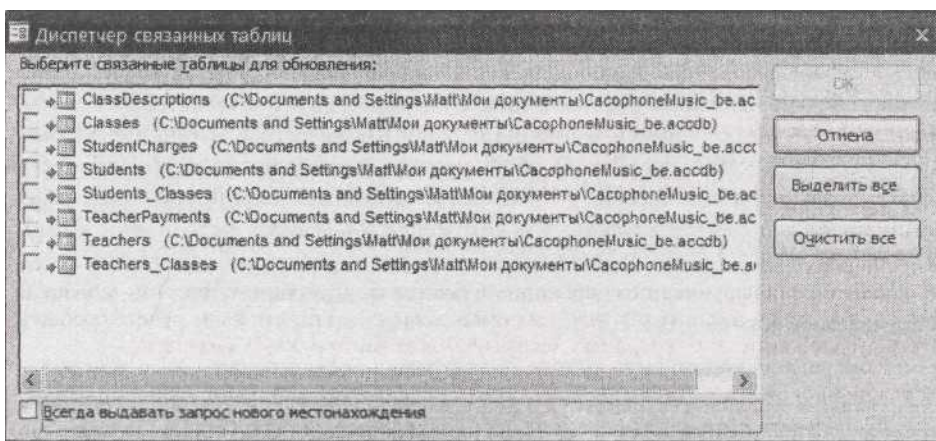 Диспетчер связанных таблиц
Выберите связанные таблицы для обновления:
ClassDescriptions (C:\Documents and Settings\Matt\Мои документы\CacophoneMusic_be.ac
Classes (C:\Documents and Settings\Matt\Мои документы\CacophoneMusic_be.accdb)
StudentCharges (C:\Documents and Settings\Matt\Мои документы\CacophoneMusic_be.accc
Students (C:\Documents and Settings\Matt\Мои документы\CacophoneMusic_be.accdb)
Students_Classes (C:\Documents and Settings\Matt\Мои документы\CacophoneMusic_be.ac
TeacherPayments (C:\Documents and Settings\Matt\Мои документы\CacophoneMusic_be.ac
Teachers (C:\Documents and Settings\Matt\Мои документы\CacophoneMusic_be.accdb)
Teachers_Classes (C:\Documents and Settings\Matt\Мои документы\CacophoneMusic_be.a
Всегда выдавать запрос нового местонахождения
OK
Отмена
Выделить все
Очистить все